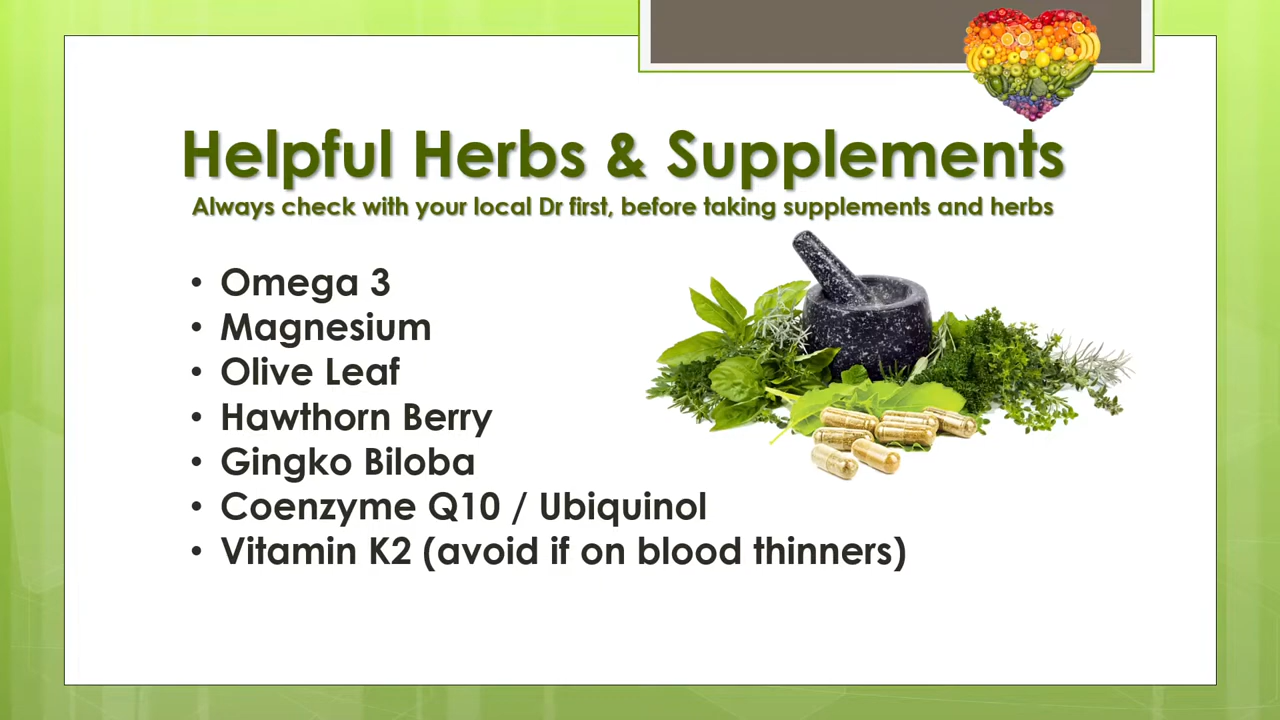 Helpful Herbs & Supplements
Always check with your local Dr first, before taking supplements and herbs
• Omega 3
• Magnesium
• Olive Leaf
• Hawthorn Berry
• Gingko Biloba
• Coenzyme Q10 / Ubiquinol
• Vitamin K2 (avoid if on blood thinners)